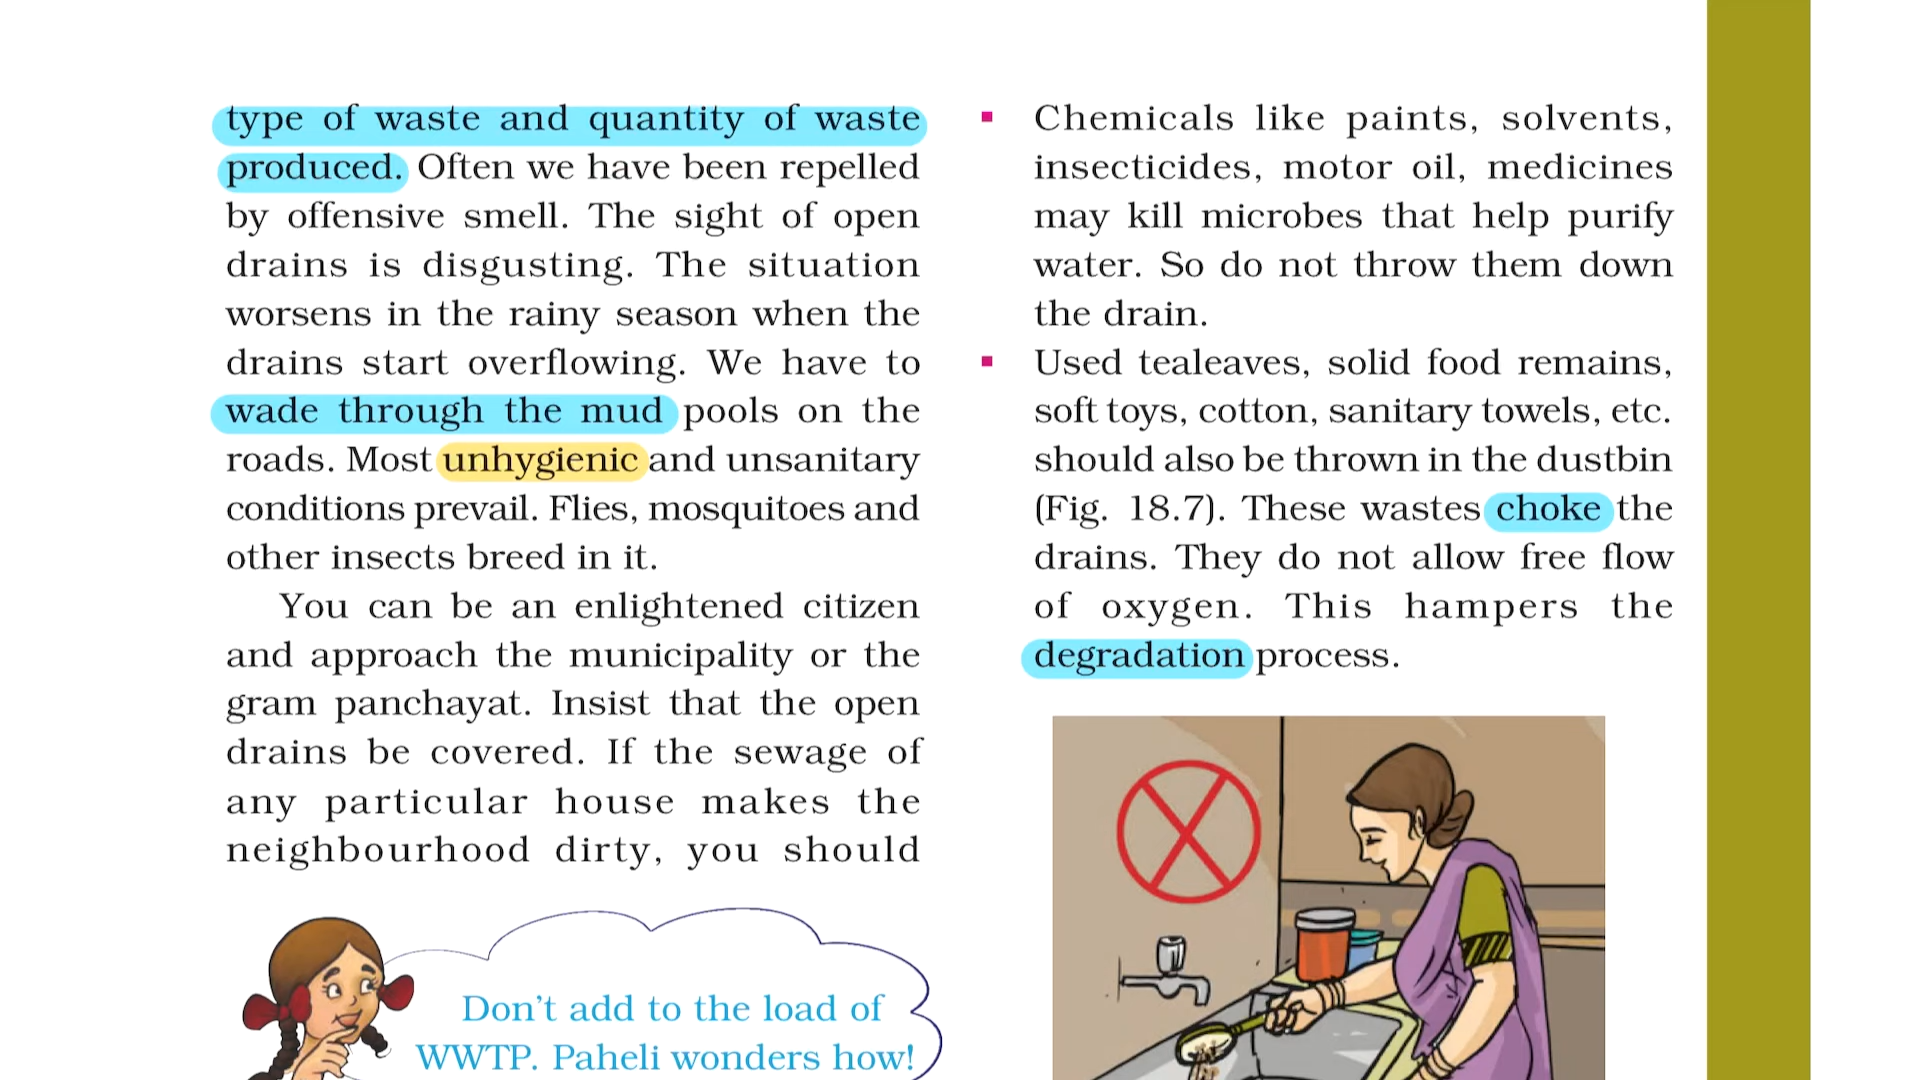 type of waste and quantity of waste
produced. Often we have been repelled
by offensive smell. The sight of open
drains is disgusting. The situation
worsens in the rainy season when the
drains start overflowing. We have to
wade through the mud pools on the
roads. Most unhygienic and unsanitary
conditions prevail. Flies, mosquitoes and
other insects breed in it.
You can be an enlightened citizen
and approach the municipality or the
gram panchayat. Insist that the open
drains be covered. If the sewage of
any particular house makes the
neighbourhood dirty, you should
Don’t add to the load of
WWTP. Paheli wonders how!
▪ Chemicals like paints, solvents,
insecticides, motor oil, medicines
may kill microbes that help purify
water. So do not throw them down
the drain.
▪ Used tealeaves, solid food remains,
soft toys, cotton, sanitary towels, etc.
should also be thrown in the dustbin
(Fig. 18.7). These wastes choke the
drains. They do not allow free flow
of oxygen. This hampers the
degradation process.